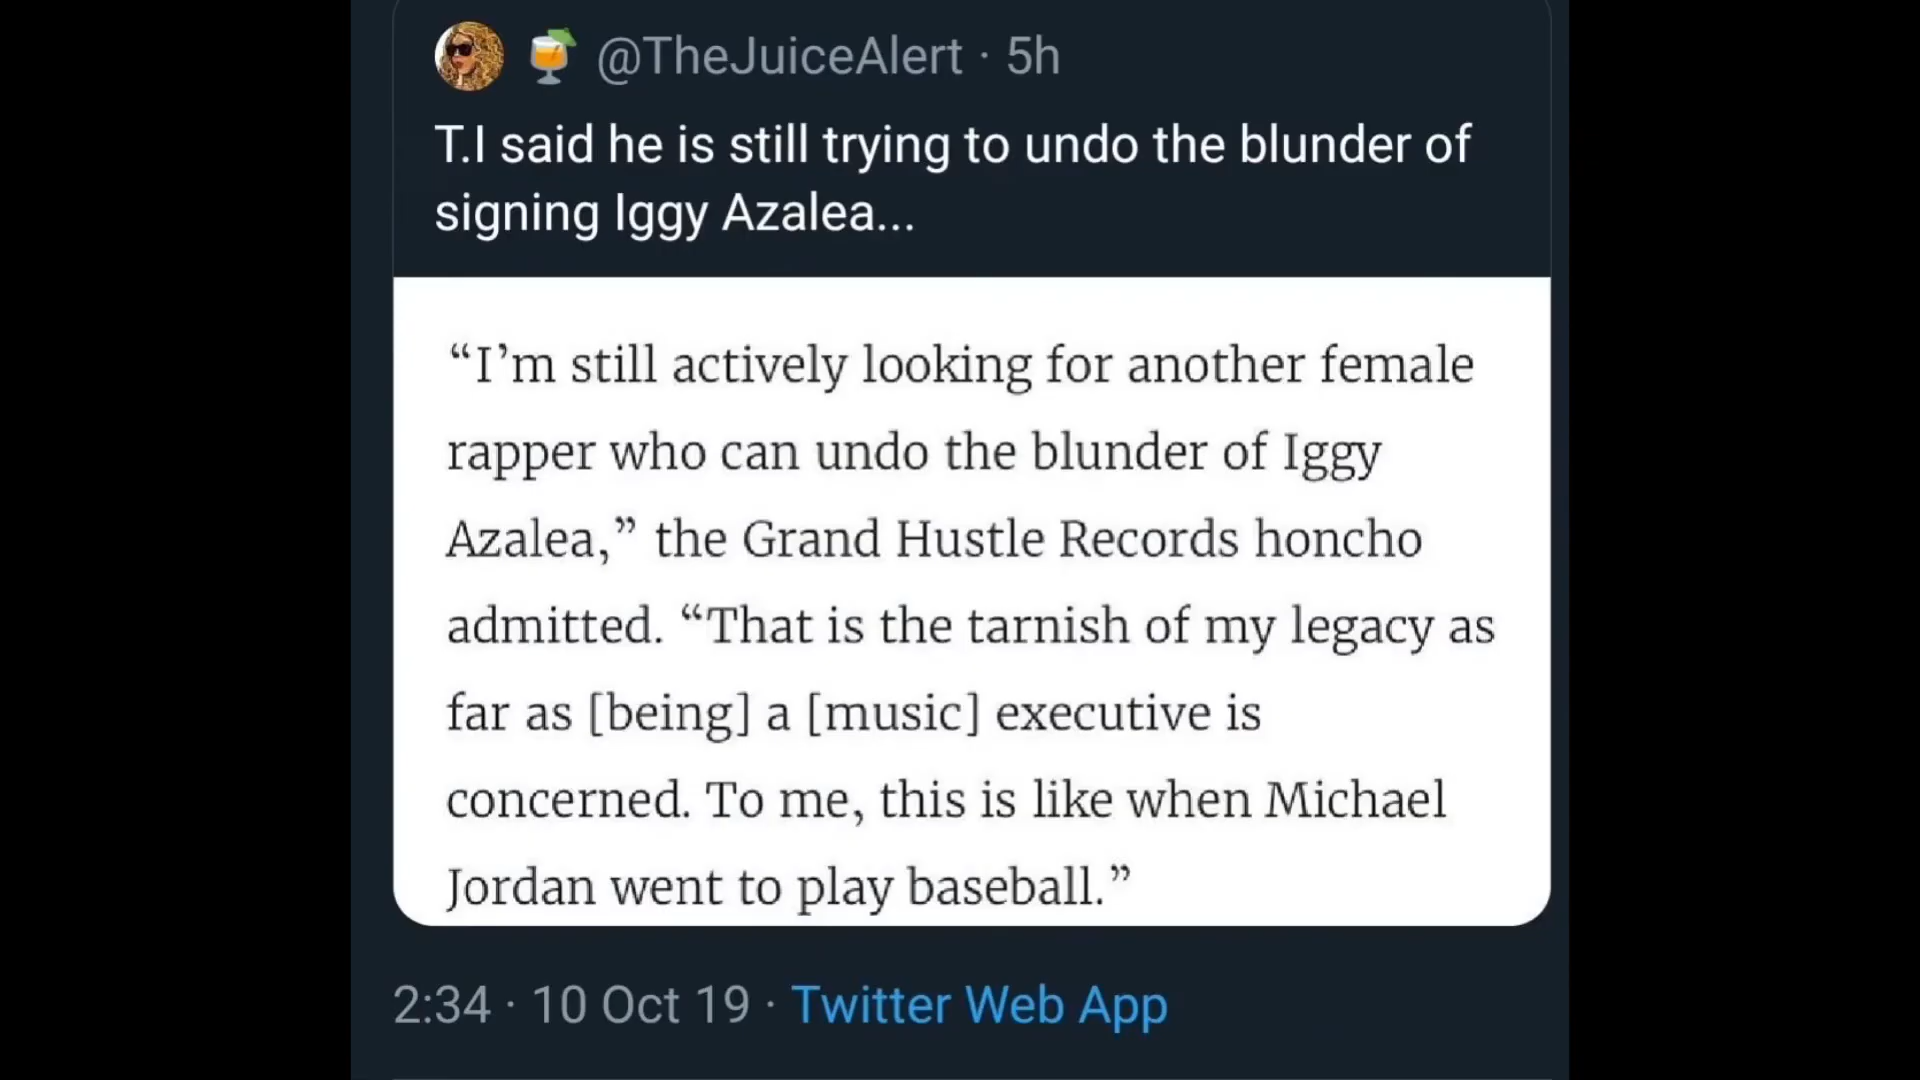 @TheJuiceAlert · 5h
T.I said he is still trying to undo the blunder of
signing Iggy Azalea...
“I’m still actively looking for another female
rapper who can undo the blunder of Iggy
Azalea,” the Grand Hustle Records honcho
admitted. “That is the tarnish of my legacy as
far as [being] a [music] executive is
concerned. To me, this is like when Michael
Jordan went to play baseball.”
2:34 · 10 Oct 19 · Twitter Web App